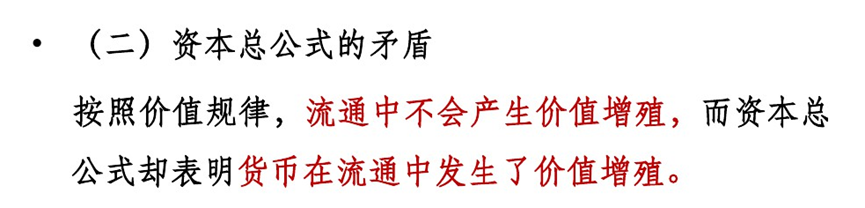 • （二）资本总公式的矛盾
按照价值规律，流通中不会产生价值增殖，而资本总
公式却表明货币在流通中发生了价值增殖。